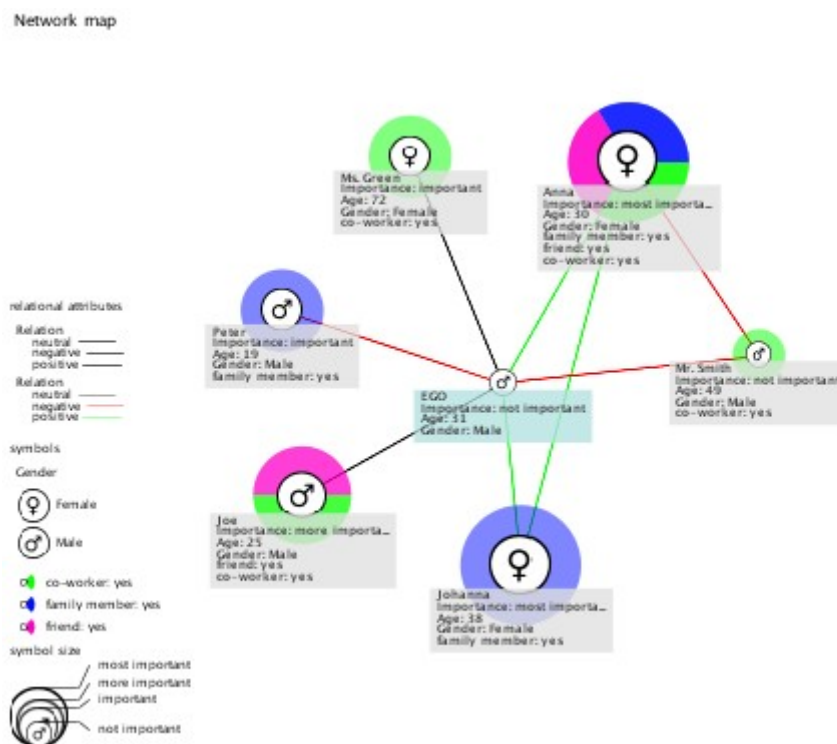 Network map
Ms. Green
Importance: important
Age: 72
Gender: Female
co-worker: yes
Anna
Importance: most importa...
Age: 30
Gender: Female
family member: yes
friend: yes
co-worker: yes
Peter
Importance: important
Age: 19
Gender: Male
family member: yes
Mr. Smith
Importance: not important
Age: 49
Gender: Male
co-worker: yes
EGO
Importance: not important
Age: 31
Gender: Male
Joe
Importance: more importa...
Age: 25
Gender: Male
friend: yes
co-worker: yes
Johanna
Importance: most importa...
Age: 38
Gender: Female
family member: yes
relational attributes
Relation
neutral
negative
positive
Relation
neutral
negative
positive
symbols
Gender
Female
Male
co-worker: yes
family member: yes
friend: yes
symbol size
most important
more important
important
not important